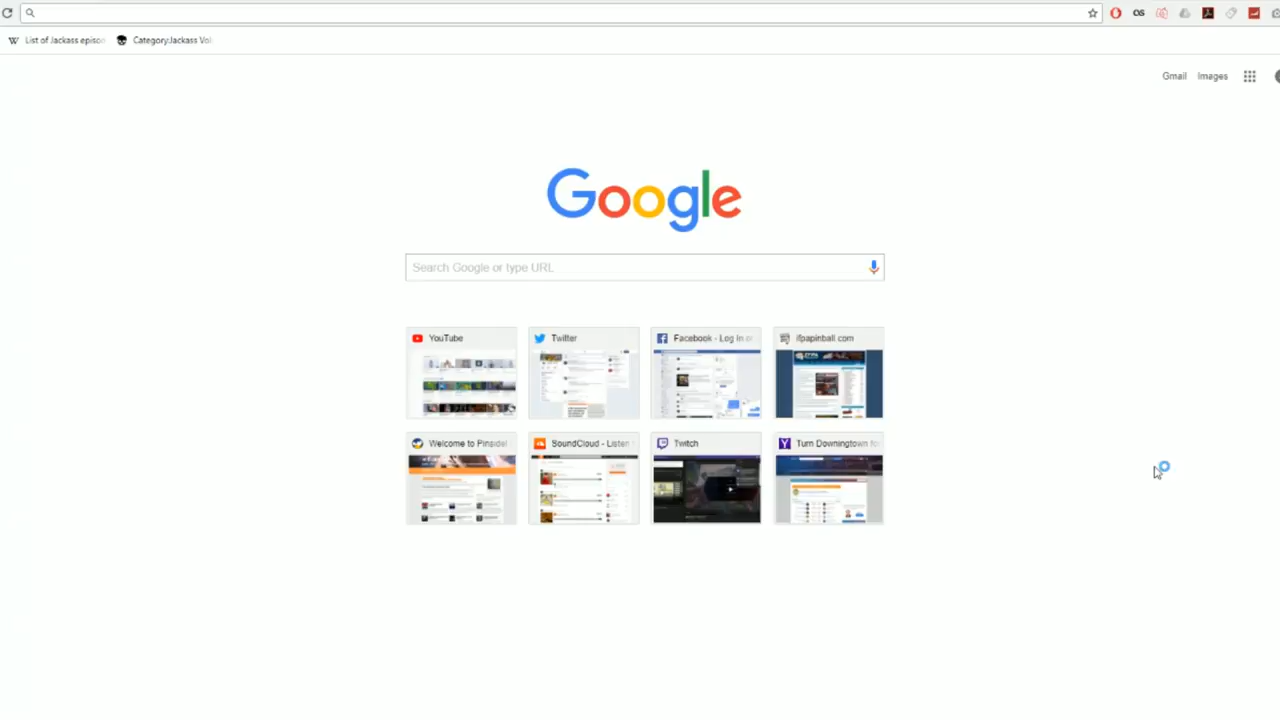 List of Jackass episo
Category:Jackass Vol
Gmail Images
Google
Search Google or type URL
YouTube
Twitter
Facebook - Log In o
ifpapinball.com
Welcome to Pinside!
SoundCloud - Listen
Twitch
Turn Downingtown fo